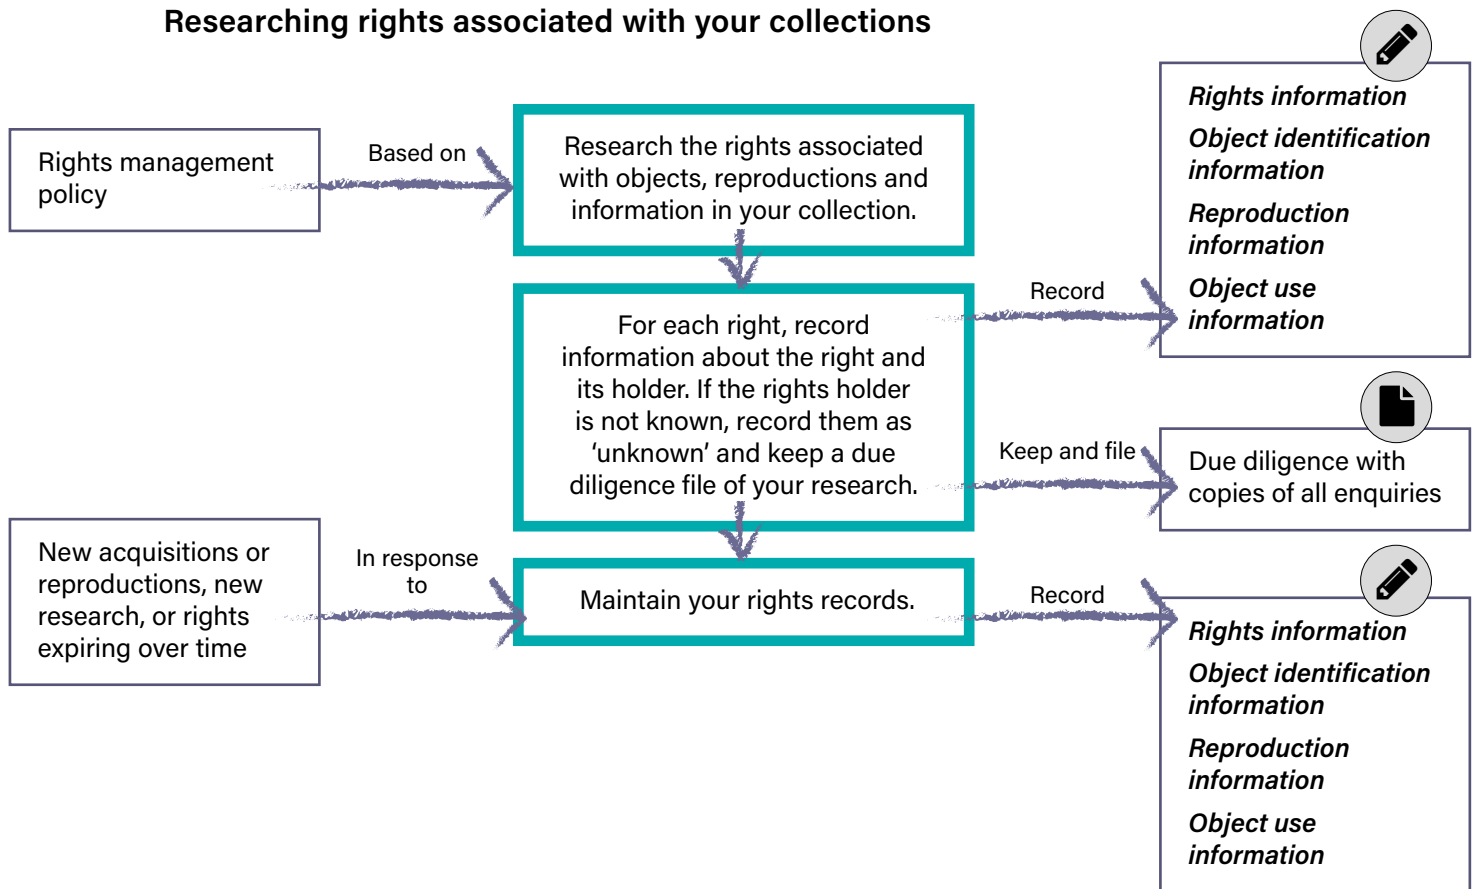 Researching rights associated with your collections
Rights management
policy
Based on
Research the rights associated
with objects, reproductions and
information in your collection.
Rights information
Object identification
information
Reproduction
information
Object use
information
For each right, record
information about the right and
its holder. If the rights holder
is not known, record them as
‘unknown’ and keep a due
diligence file of your research.
Record
Keep and file
Due diligence with
copies of all enquiries
New acquisitions or
reproductions, new
research, or rights
expiring over time
In response
to
Maintain your rights records.
Record
Rights information
Object identification
information
Reproduction
information
Object use
information